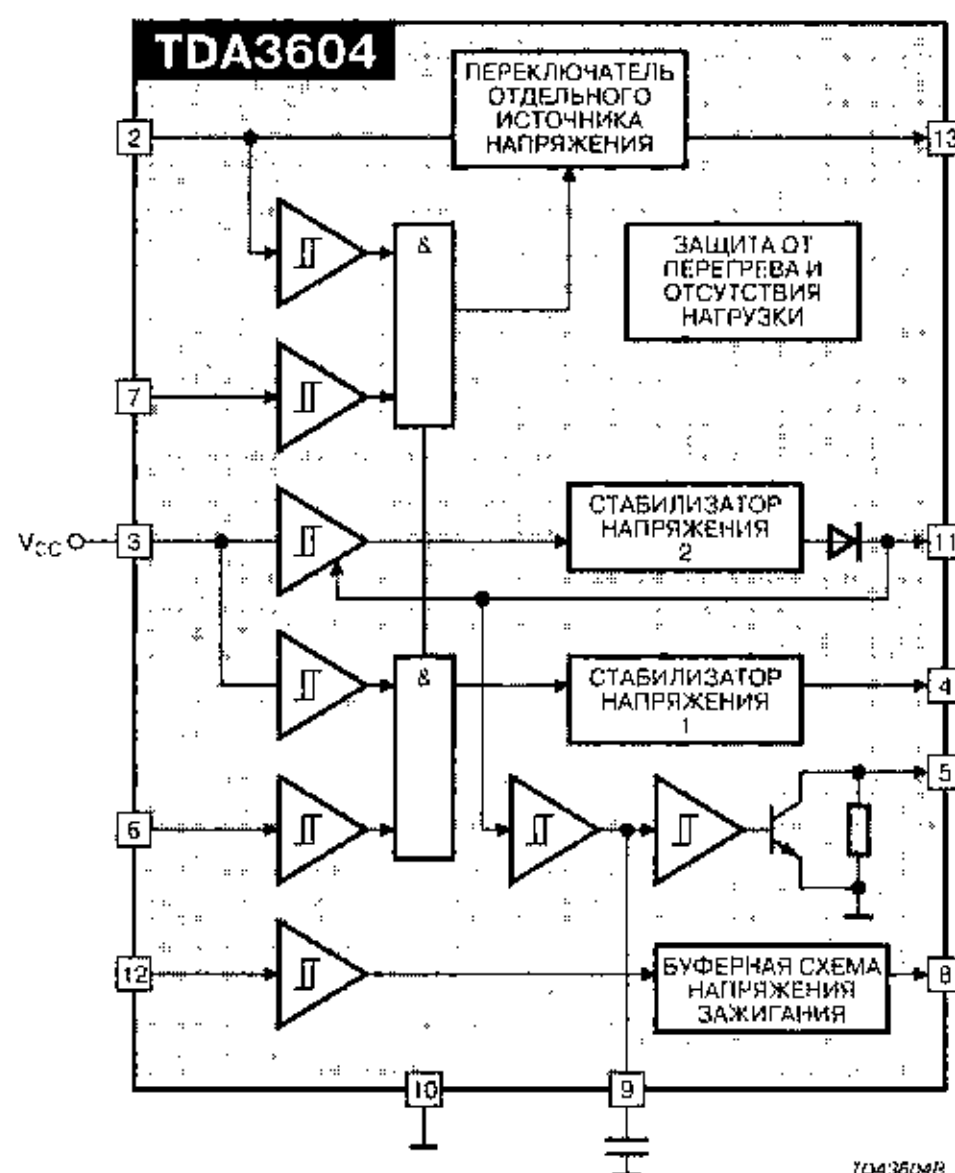 TDA3604
ПЕРЕКЛЮЧАТЕЛЬ
ОТДЕЛЬНОГО
ИСТОЧНИКА
НАПРЯЖЕНИЯ
2
13
&
ЗАЩИТА ОТ
ПЕРЕГРЕВА И
ОТСУТСТВИЯ
НАГРУЗКИ
7
VCC
3
СТАБИЛИЗАТОР
НАПРЯЖЕНИЯ
2
11
&
СТАБИЛИЗАТОР
НАПРЯЖЕНИЯ
1
4
5
6
12
БУФЕРНАЯ СХЕМА
НАПРЯЖЕНИЯ
ЗАЖИГАНИЯ
8
10
9